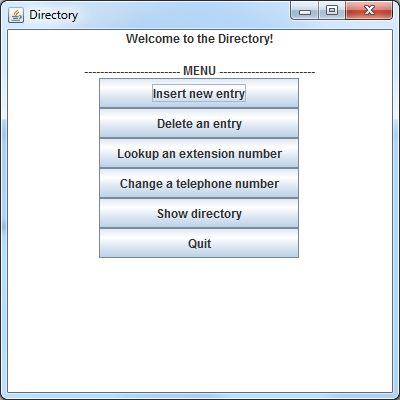 Directory
Welcome to the Directory!
------------------------ MENU ------------------------
Insert new entry
Delete an entry
Lookup an extension number
Change a telephone number
Show directory
Quit